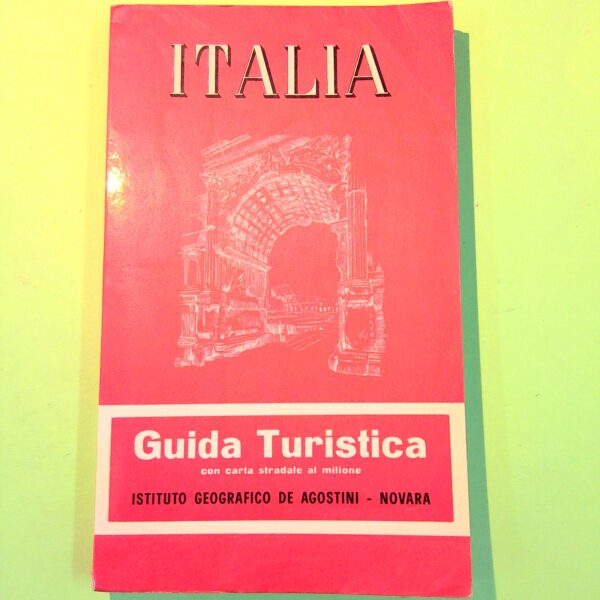 ITALIA
Guida Turistica
con carta stradale al milione
ISTITUTO GEOGRAFICO DE AGOSTINI - NOVARA